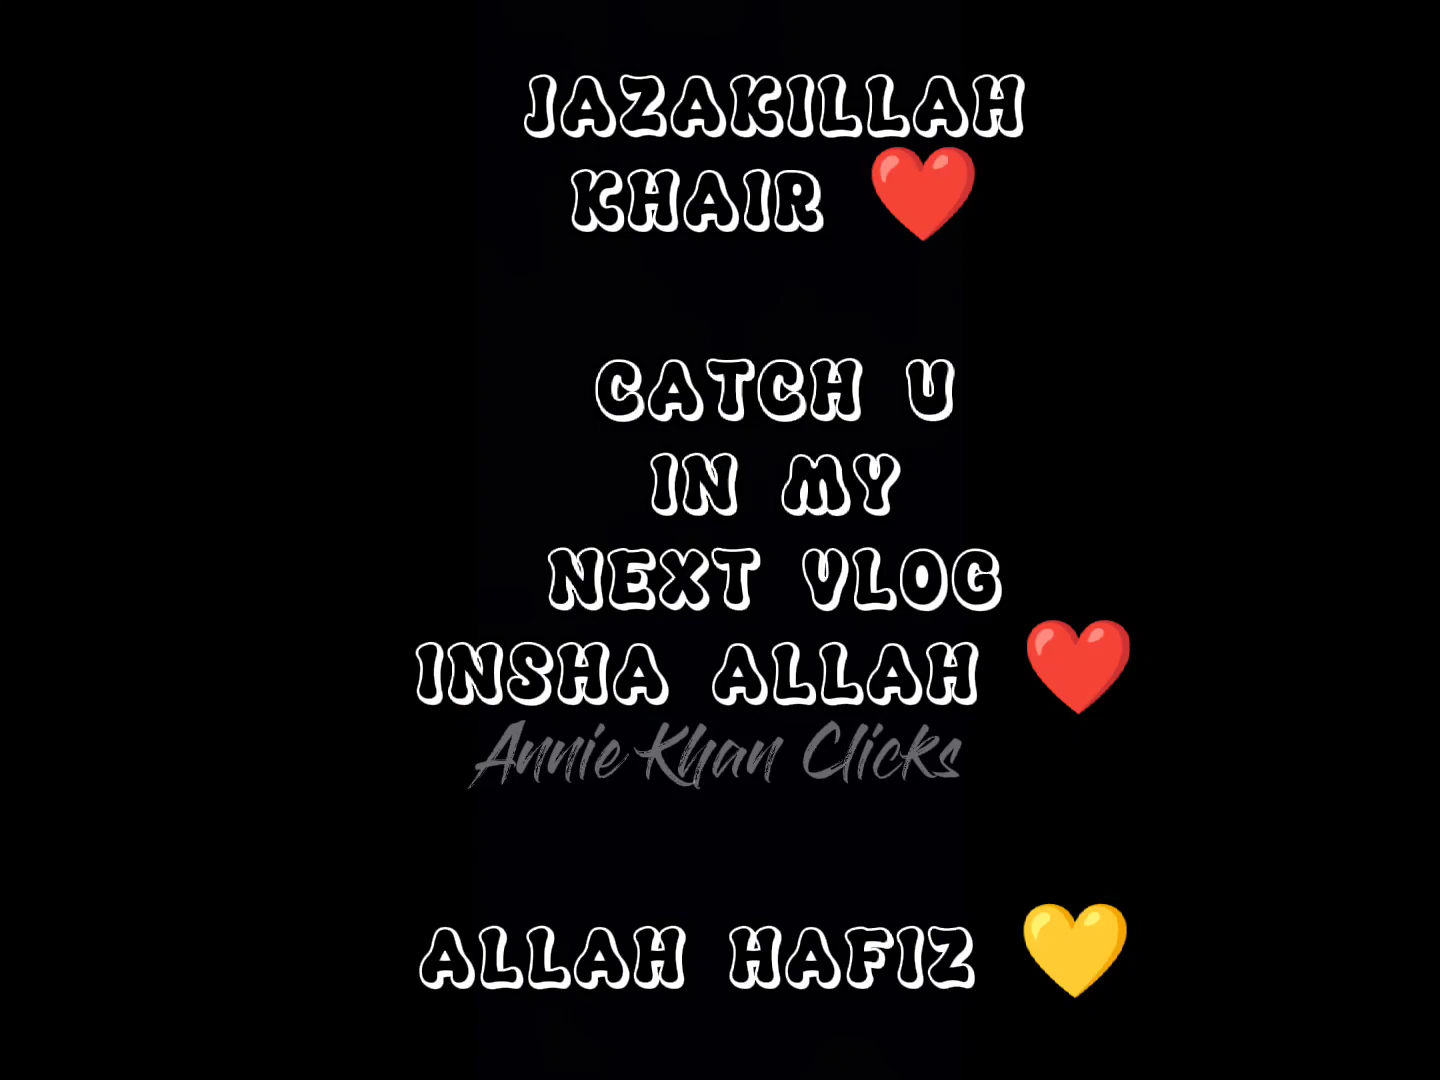 JAZAKILLAH
KHAIR ❤️
CATCH U
IN MY
NEXT VLOG
INSHA ALLAH ❤️
Annie Khan Clicks
ALLAH HAFIZ 💛